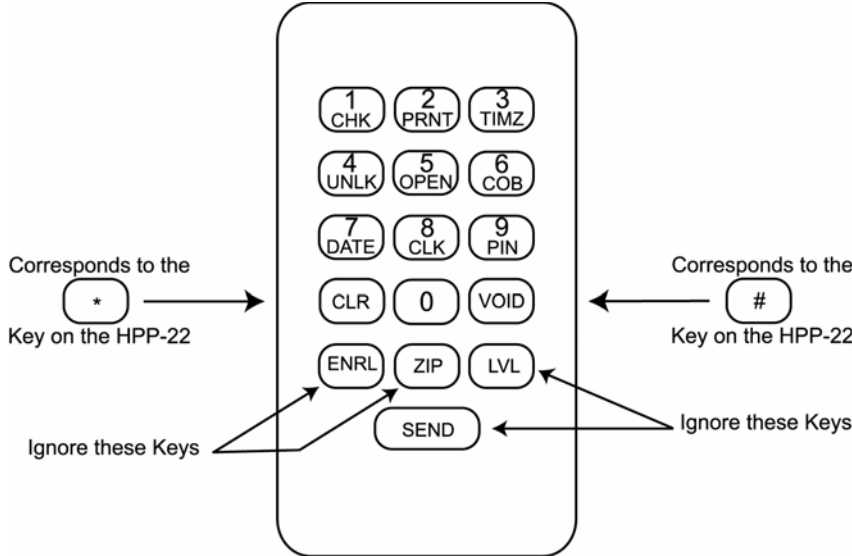 1 2 3
CHK PRNT TIMZ
4 5 6
UNLK OPEN COB
7 8 9
DATE CLK PIN
Corresponds to the
*
Key on the HPP-22
CLR 0 VOID
Corresponds to the
#
Key on the HPP-22
ENRL ZIP LVL
Ignore these Keys
SEND
Ignore these Keys